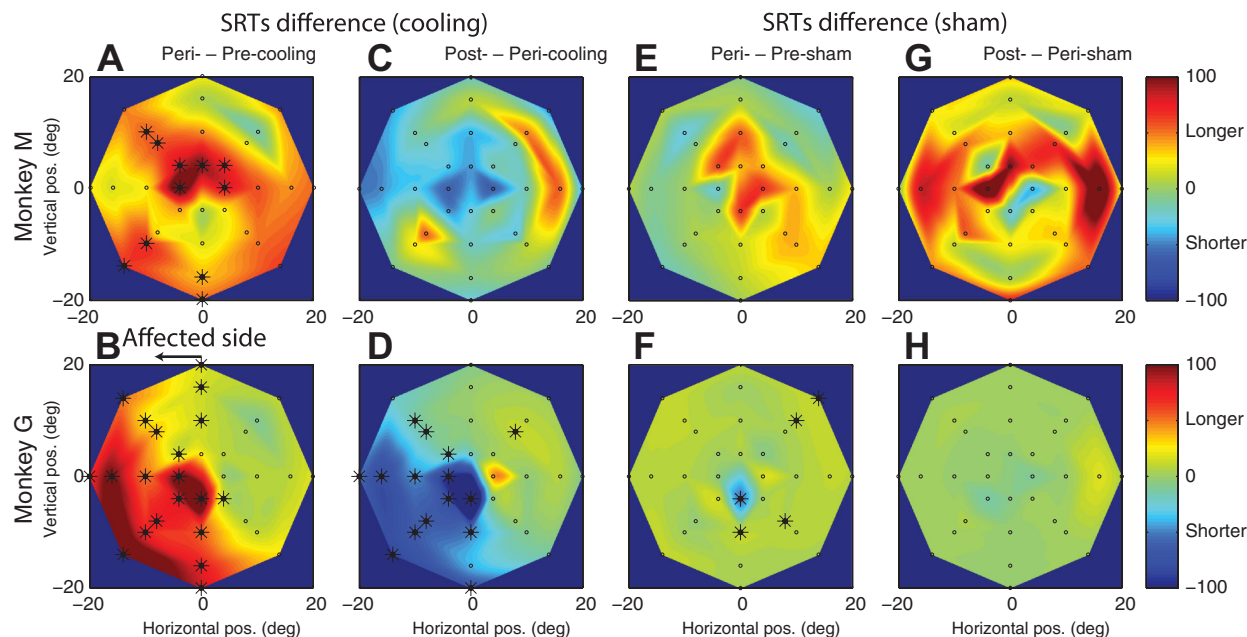 SRTs difference (cooling) SRTs difference (sham)
A Peri- – Pre-cooling C Post- – Peri-cooling E Peri- – Pre-sham G Post- – Peri-sham
Monkey M
Vertical pos. (deg)
20
0
−20
−20 0 20 −20 0 20 −20 0 20 −20 0 20
100
Longer
0
Shorter
−100
B Affected side D F H
Monkey G
Vertical pos. (deg)
20
0
−20
−20 0 20 −20 0 20 −20 0 20 −20 0 20
Horizontal pos. (deg) Horizontal pos. (deg) Horizontal pos. (deg) Horizontal pos. (deg)
100
Longer
0
Shorter
−100